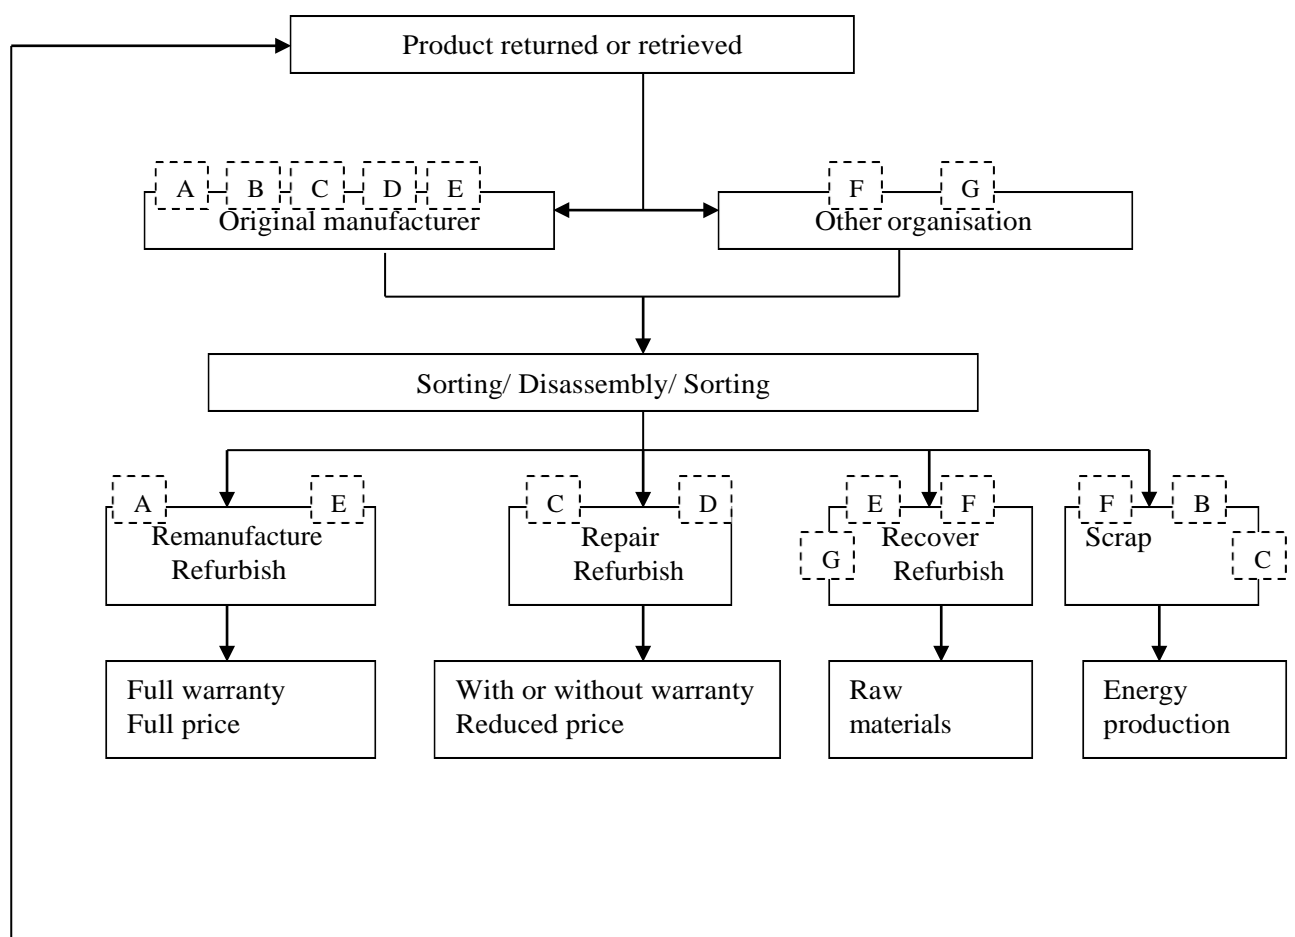 Product returned or retrieved
A B C D E
Original manufacturer
F G
Other organisation
Sorting/ Disassembly/ Sorting
A E
Remanufacture
Refurbish
C D
Repair
Refurbish
E F
G
Recover
Refurbish
F B
C
Scrap
Full warranty
Full price
With or without warranty
Reduced price
Raw
materials
Energy
production